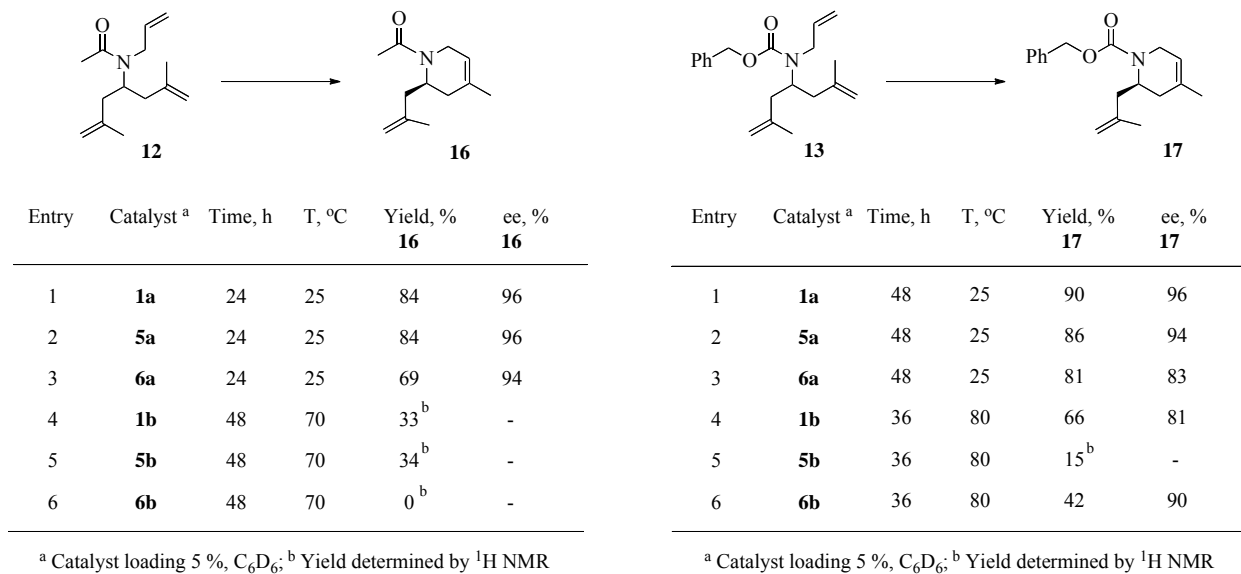 O
N
12
O
N
16
Ph
O
O
N
13
Ph
O
O
N
17
Entry Catalyst ᵃ Time, h T, ºC Yield, % 16 ee, % 16
1 1a 24 25 84 96
2 5a 24 25 84 96
3 6a 24 25 69 94
4 1b 48 70 33 ᵇ -
5 5b 48 70 34 ᵇ -
6 6b 48 70 0 ᵇ -
ᵃ Catalyst loading 5 %, C₆D₆; ᵇ Yield determined by ¹H NMR
Entry Catalyst ᵃ Time, h T, ºC Yield, % 17 ee, % 17
1 1a 48 25 90 96
2 5a 48 25 86 94
3 6a 48 25 81 83
4 1b 36 80 66 81
5 5b 36 80 15 ᵇ -
6 6b 36 80 42 90
ᵃ Catalyst loading 5 %, C₆D₆; ᵇ Yield determined by ¹H NMR